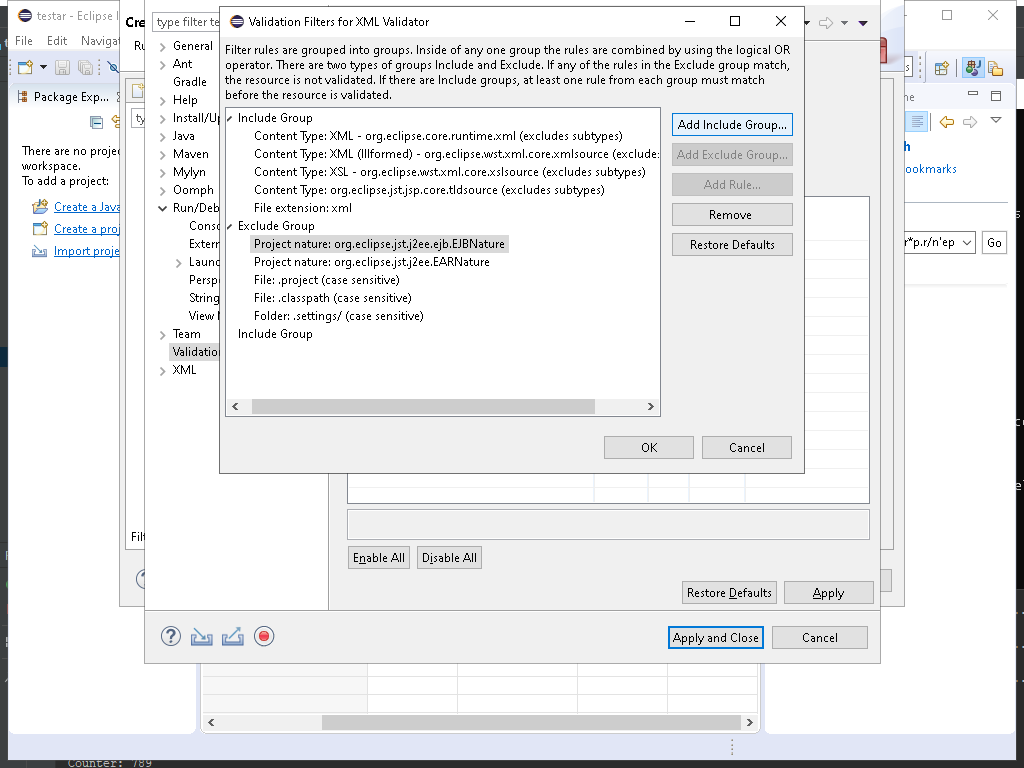 testar - Eclipse I
File
Edit
Navigat
Package Exp...
There are no projec
workspace.
To add a project:
Create a Java
Create a proj
Import proje
Cre
Ru
ty
Filt
type filter te
General
Ant
Gradle
Help
Install/Up
Java
Maven
Mylyn
Oomph
Run/Deb
Conso
Extern
Launc
Perspe
String
View M
Team
Validatio
XML
Validation Filters for XML Validator
Filter rules are grouped into groups. Inside of any one group the rules are combined by using the logical OR
operator. There are two types of groups Include and Exclude. If any of the rules in the Exclude group match,
the resource is not validated. If there are Include groups, at least one rule from each group must match
before the resource is validated.
Include Group
Content Type: XML - org.eclipse.core.runtime.xml (excludes subtypes)
Content Type: XML (Illformed) - org.eclipse.wst.xml.core.xmlsource (exclude:
Content Type: XSL - org.eclipse.wst.xml.core.xslsource (excludes subtypes)
Content Type: org.eclipse.jst.jsp.core.tldsource (excludes subtypes)
File extension: xml
Exclude Group
Project nature: org.eclipse.jst.j2ee.ejb.EJBNature
Project nature: org.eclipse.jst.j2ee.EARNature
File: .project (case sensitive)
File: .classpath (case sensitive)
Folder: .settings/ (case sensitive)
Include Group
Add Include Group...
Add Exclude Group...
Add Rule...
Remove
Restore Defaults
OK
Cancel
Enable All
Disable All
Restore Defaults
Apply
Apply and Close
Cancel
ne
h
ookmarks
r*p.r/n'ep
Go
Counter: 789